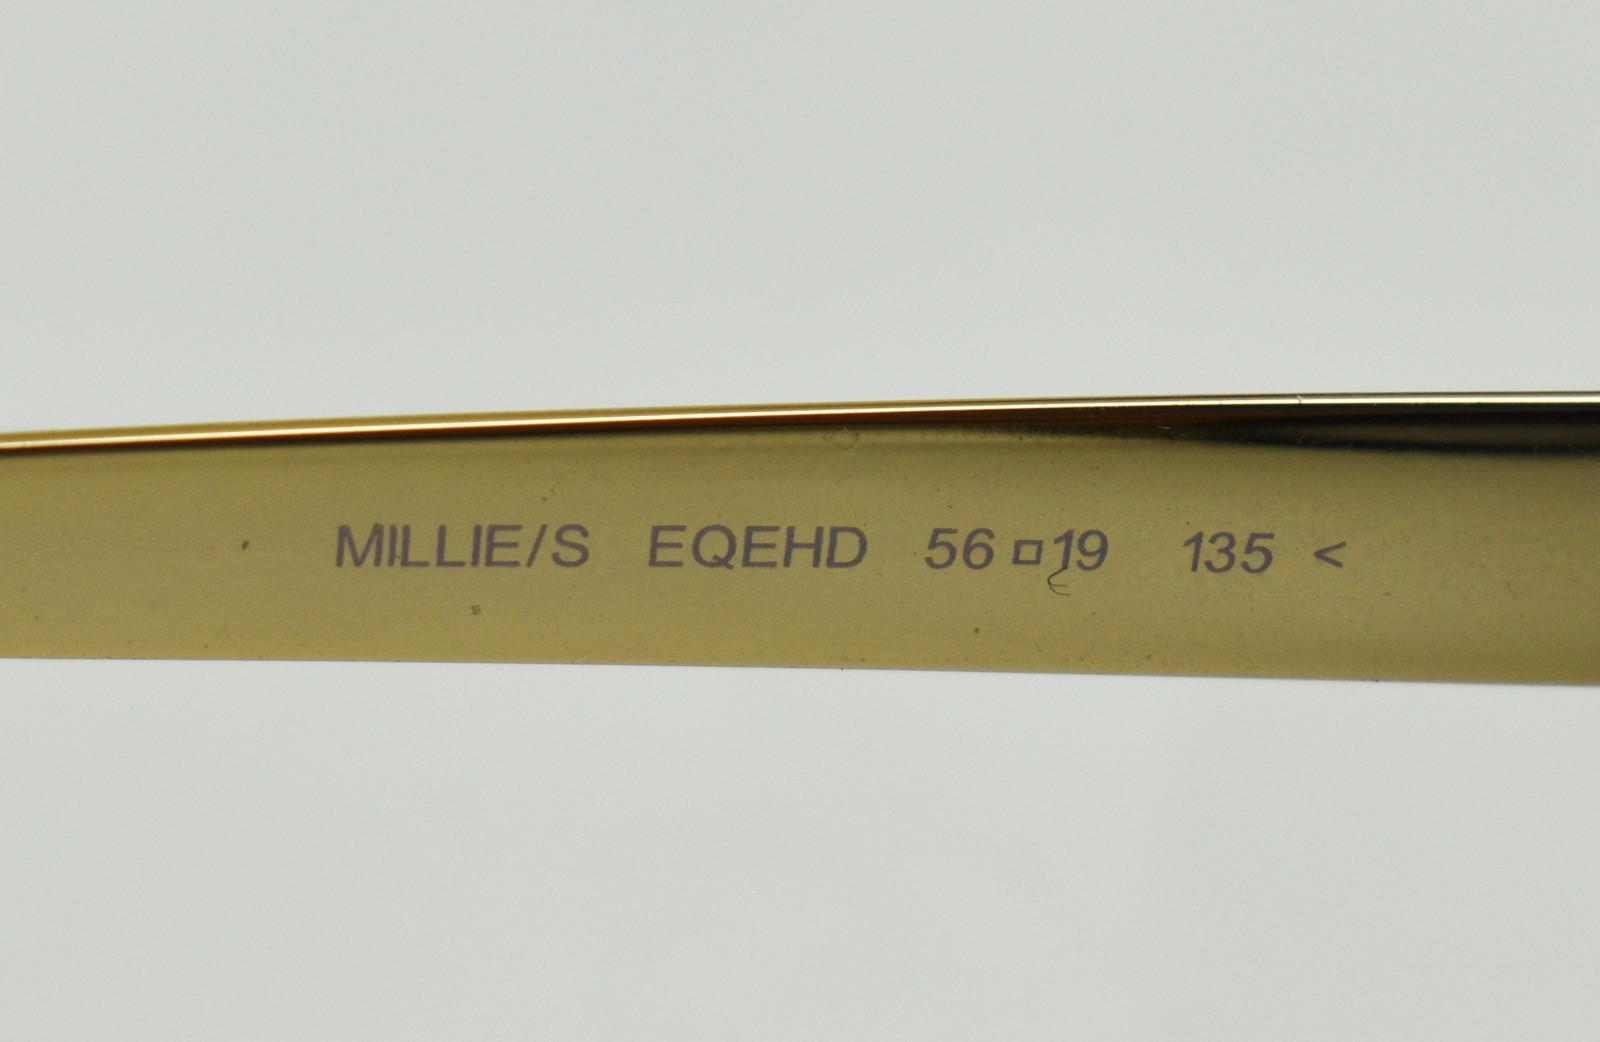 MILLIE/S EQEHD 56□19 135 <